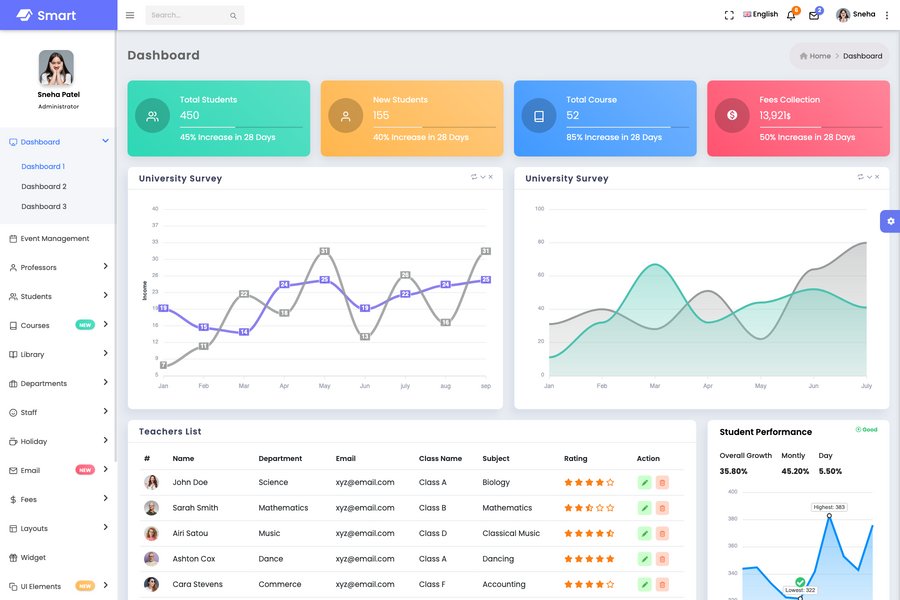 Smart
Search...
English
6
2
Sneha
Sneha Patel
Administrator
Dashboard
Dashboard 1
Dashboard 2
Dashboard 3
Event Management
Professors
Students
Courses NEW
Library
Departments
Staff
Holiday
Email NEW
Fees
Layouts
Widget
UI Elements NEW
Dashboard
Home > Dashboard
Total Students
450
45% Increase in 28 Days
New Students
155
40% Increase in 28 Days
Total Course
52
85% Increase in 28 Days
Fees Collection
13,921$
50% Increase in 28 Days
University Survey
Income
40
37
33
30
26
23
19
16
12
9
5
19 15 14 24 25 19 22 24 25
7 11 22 18 31 13 26 16 31
Jan Feb Mar Apr May Jun july aug. sep
University Survey
100
80
60
40
20
0
Jan Feb Mar Apr May Jun July
Teachers List
# Name Department Email Class Name Subject Rating Action
John Doe Science xyz@email.com Class A Biology
Sarah Smith Mathematics xyz@email.com Class B Mathematics
Airi Satou Music xyz@email.com Class D Classical Music
Ashton Cox Dance xyz@email.com Class A Dancing
Cara Stevens Commerce xyz@email.com Class F Accounting
Student Performance
Good
Overall Growth Montly Day
35.80% 45.20% 5.50%
400
380
360
340
320
Highest: 383
Lowest: 322